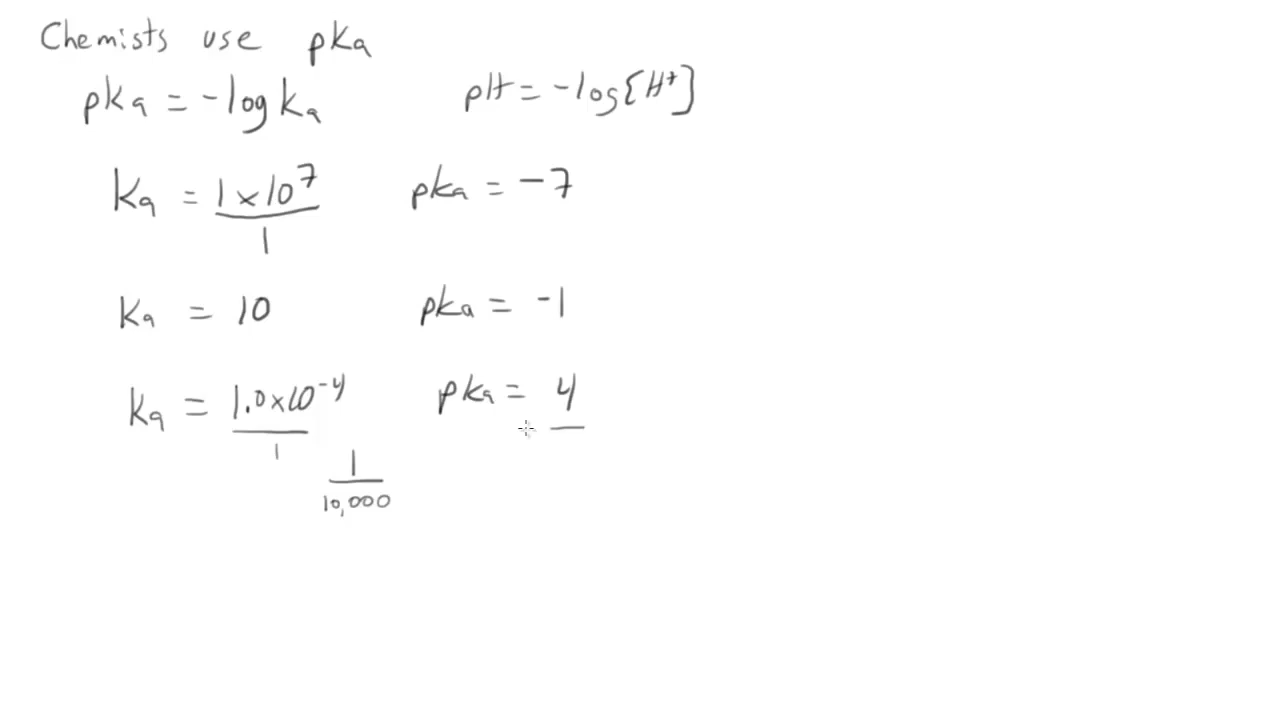 Chemists use pka
pka = -log ka pH = -log[H+]
Ka = 1 x 10^7 / 1 pka = -7
Ka = 10 pka = -1
Ka = 1.0 x 10^-4 / 1 pka = 4
1 / 10,000